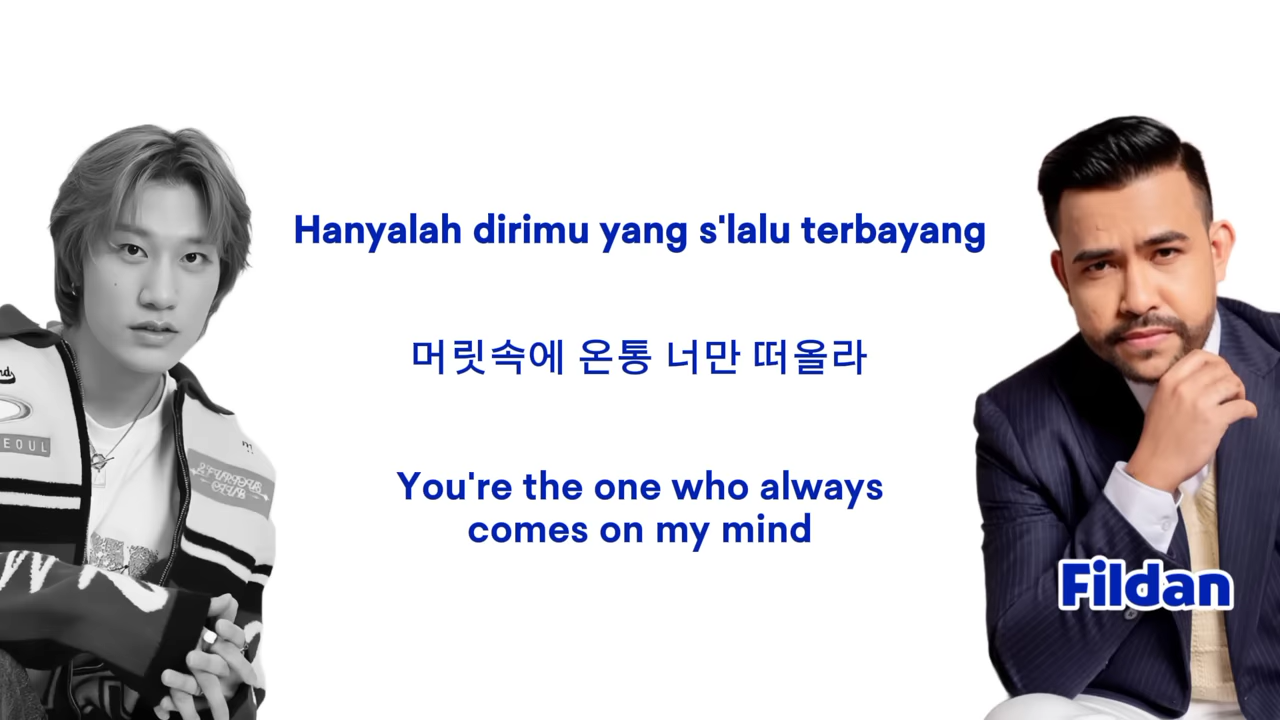 Hanyalah dirimu yang s'lalu terbayang
머릿속에 온통 너만 떠올라
You're the one who always
comes on my mind
EOUL
Fildan